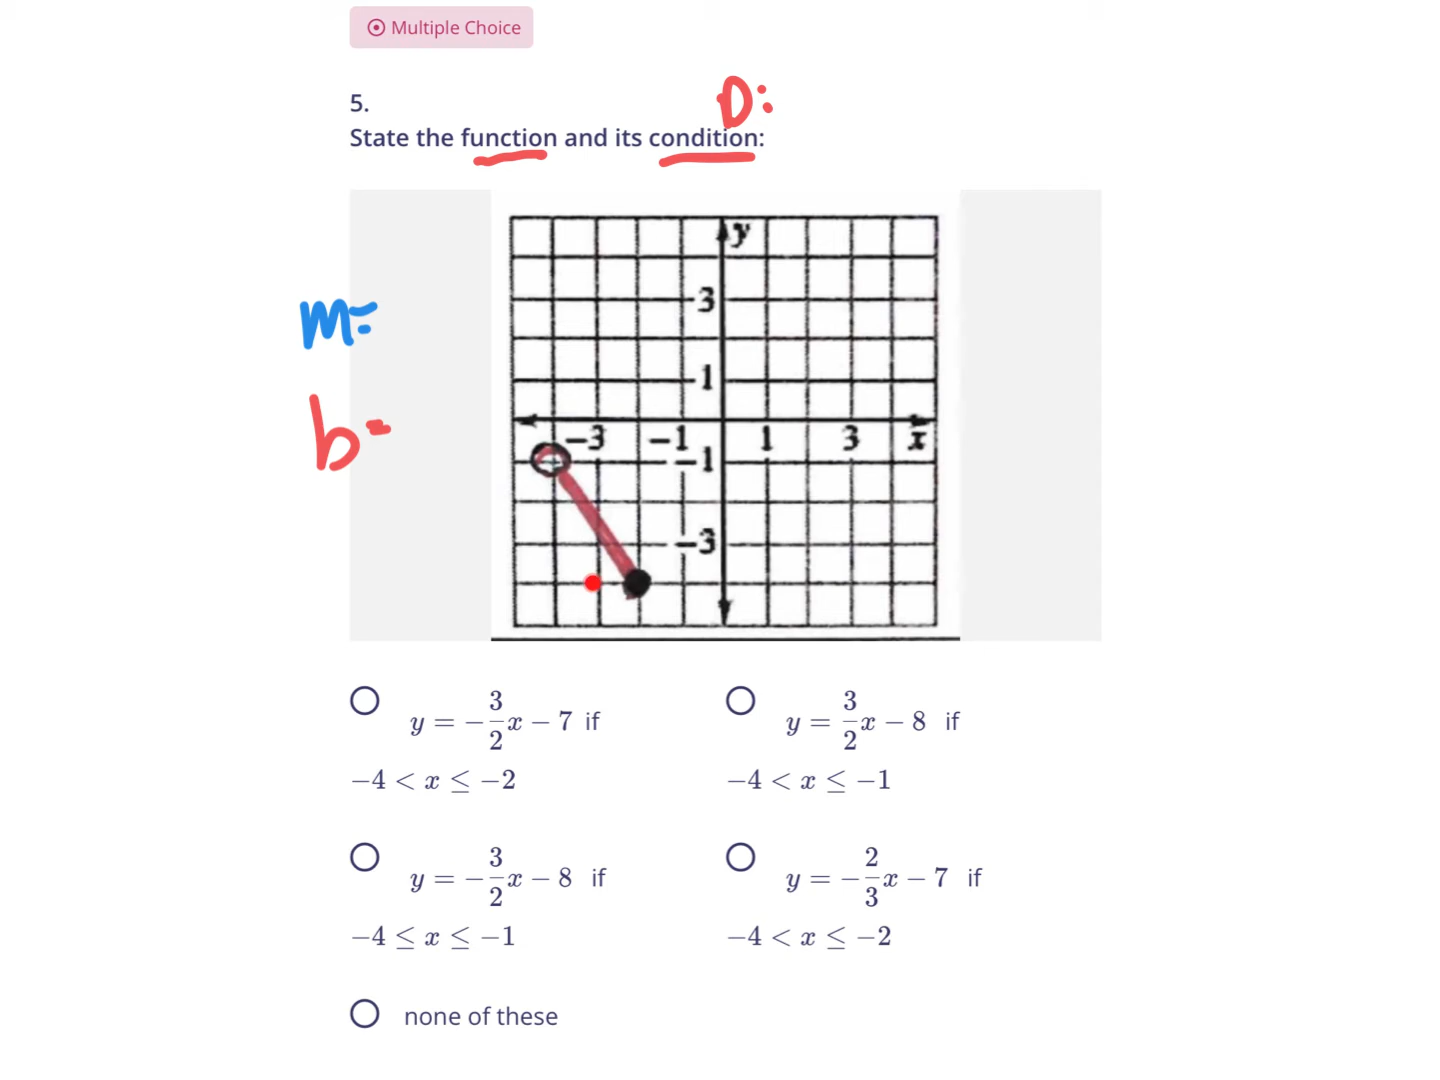 Multiple Choice
D:
5.
State the function and its condition:
y
3
1
−3 −1 1 3 x
−1
−3
m=
b=
y = −3/2x − 7 if
−4 < x ≤ −2
y = 3/2x − 8 if
−4 < x ≤ −1
y = −3/2x − 8 if
−4 ≤ x ≤ −1
y = −2/3x − 7 if
−4 < x ≤ −2
none of these